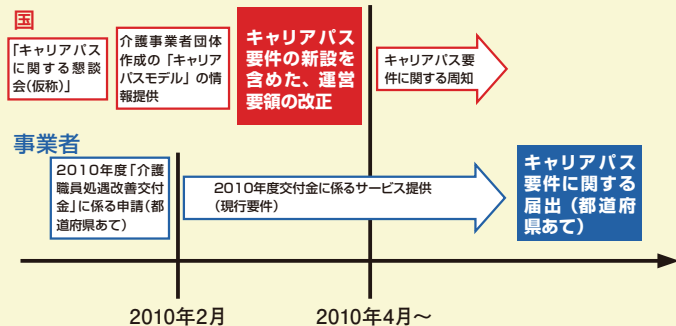 国
「キャリアパス
に関する懇談
会(仮称)」
介護事業者団体
作成の「キャリア
パスモデル」の情
報提供
キャリアパス
要件の新設を
含めた、運営
要領の改正
キャリアパス要
件に関する周知
事業者
2010年度「介護
職員処遇改善交付
金」に係る申請(都
道府県あて)
2010年度交付金に係るサービス提供
(現行要件)
キャリアパス
要件に関する
届出(都道府
県あて)
2010年2月
2010年4月～